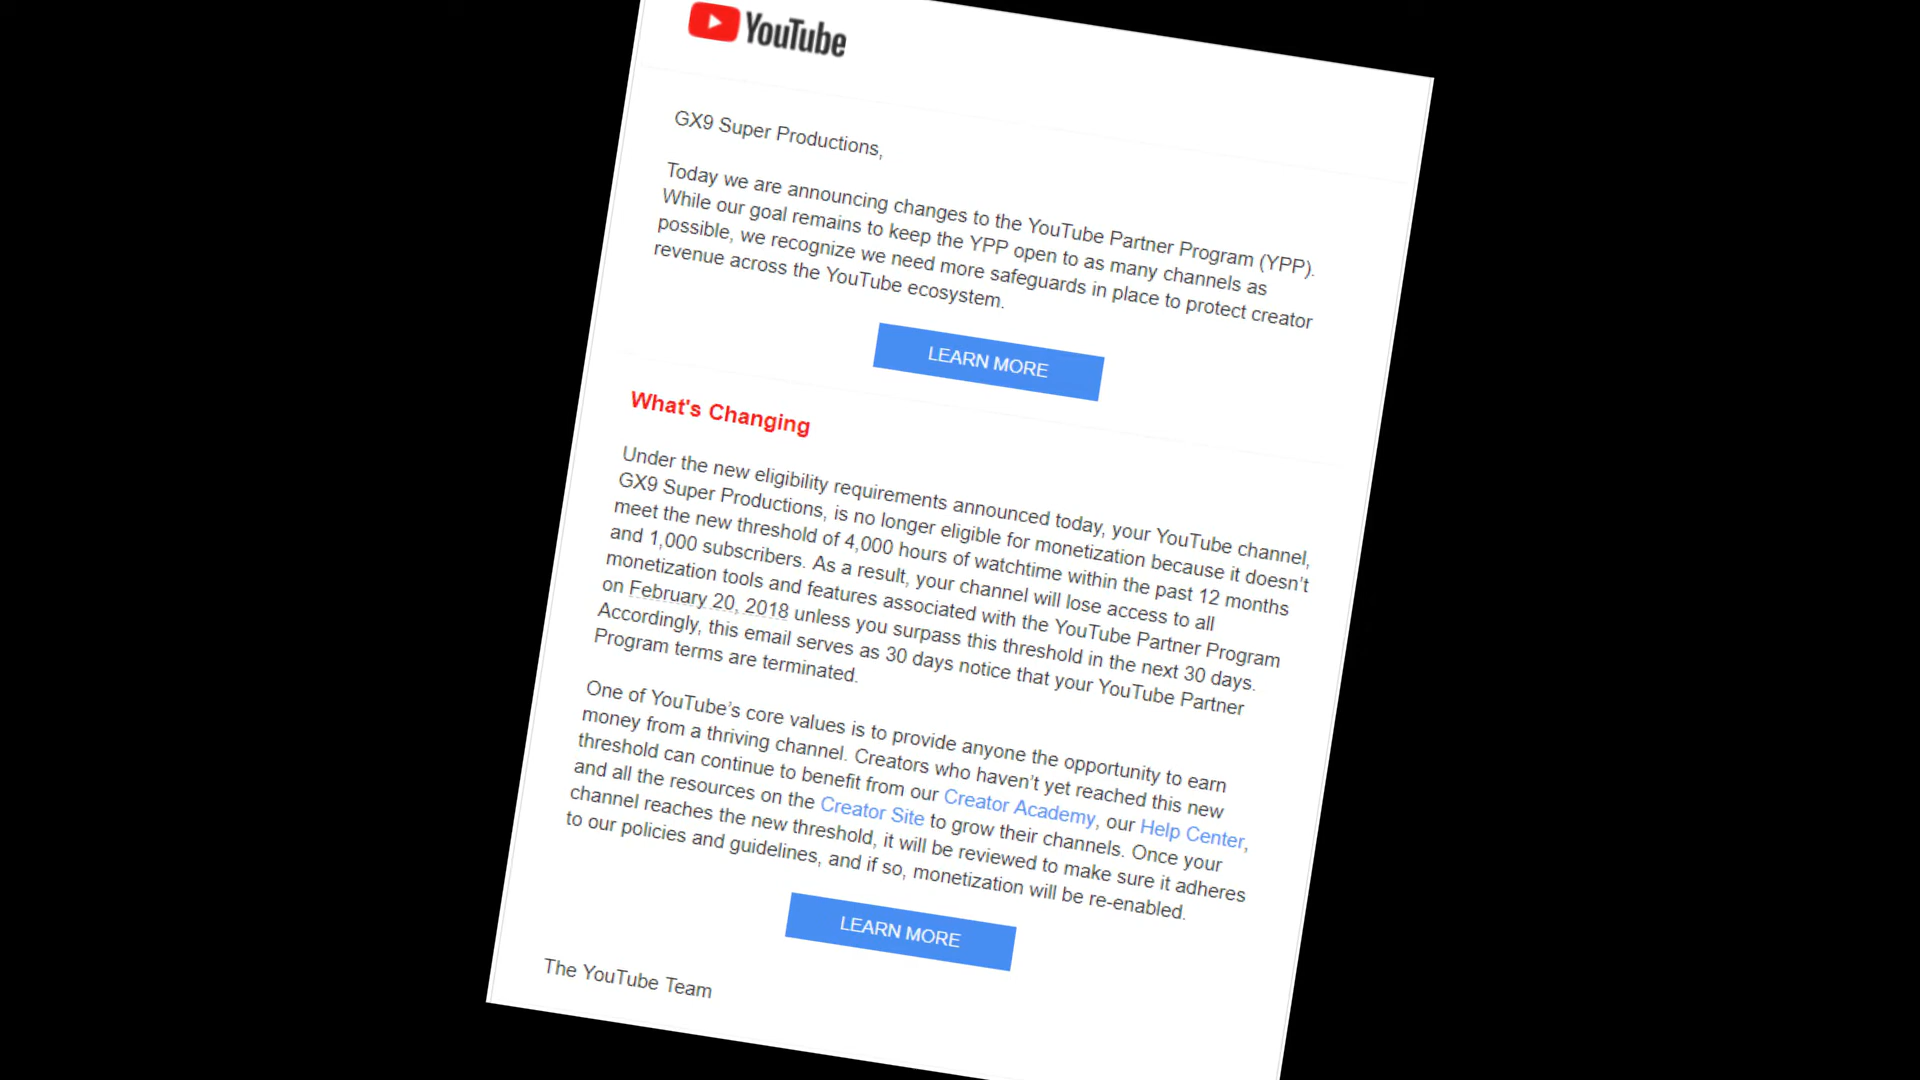 YouTube
GX9 Super Productions,
Today we are announcing changes to the YouTube Partner Program (YPP).
While our goal remains to keep the YPP open to as many channels as
possible, we recognize we need more safeguards in place to protect creator
revenue across the YouTube ecosystem.
LEARN MORE
What's Changing
Under the new eligibility requirements announced today, your YouTube channel,
GX9 Super Productions, is no longer eligible for monetization because it doesn’t
meet the new threshold of 4,000 hours of watchtime within the past 12 months
and 1,000 subscribers. As a result, your channel will lose access to all
monetization tools and features associated with the YouTube Partner Program
on February 20, 2018 unless you surpass this threshold in the next 30 days.
Accordingly, this email serves as 30 days notice that your YouTube Partner
Program terms are terminated.
One of YouTube’s core values is to provide anyone the opportunity to earn
money from a thriving channel. Creators who haven’t yet reached this new
threshold can continue to benefit from our Creator Academy, our Help Center,
and all the resources on the Creator Site to grow their channels. Once your
channel reaches the new threshold, it will be reviewed to make sure it adheres
to our policies and guidelines, and if so, monetization will be re-enabled.
LEARN MORE
The YouTube Team